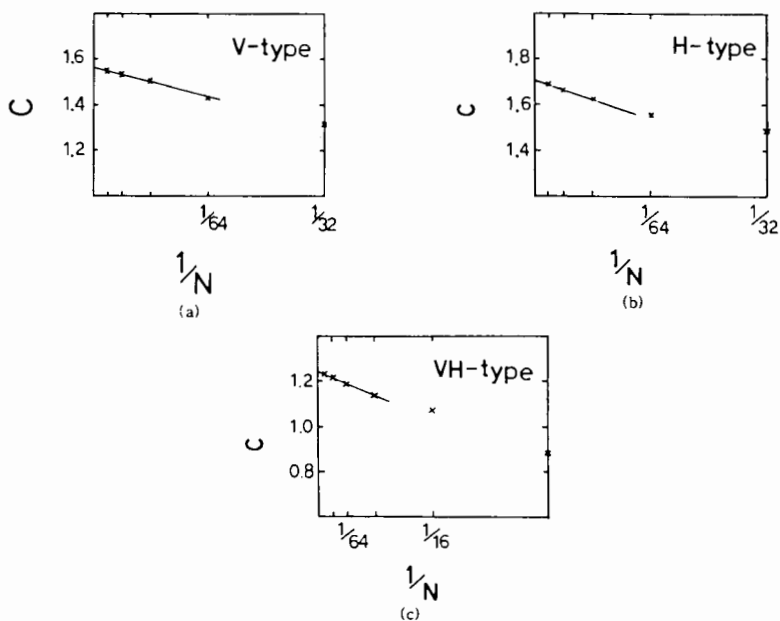 V-type
1.6
1.4
1.2
C
1/64
1/32
1/N
(a)
H-type
1.8
1.6
1.4
C
1/64
1/32
1/N
(b)
VH-type
1.2
1.0
0.8
C
1/64
1/16
1/N
(c)